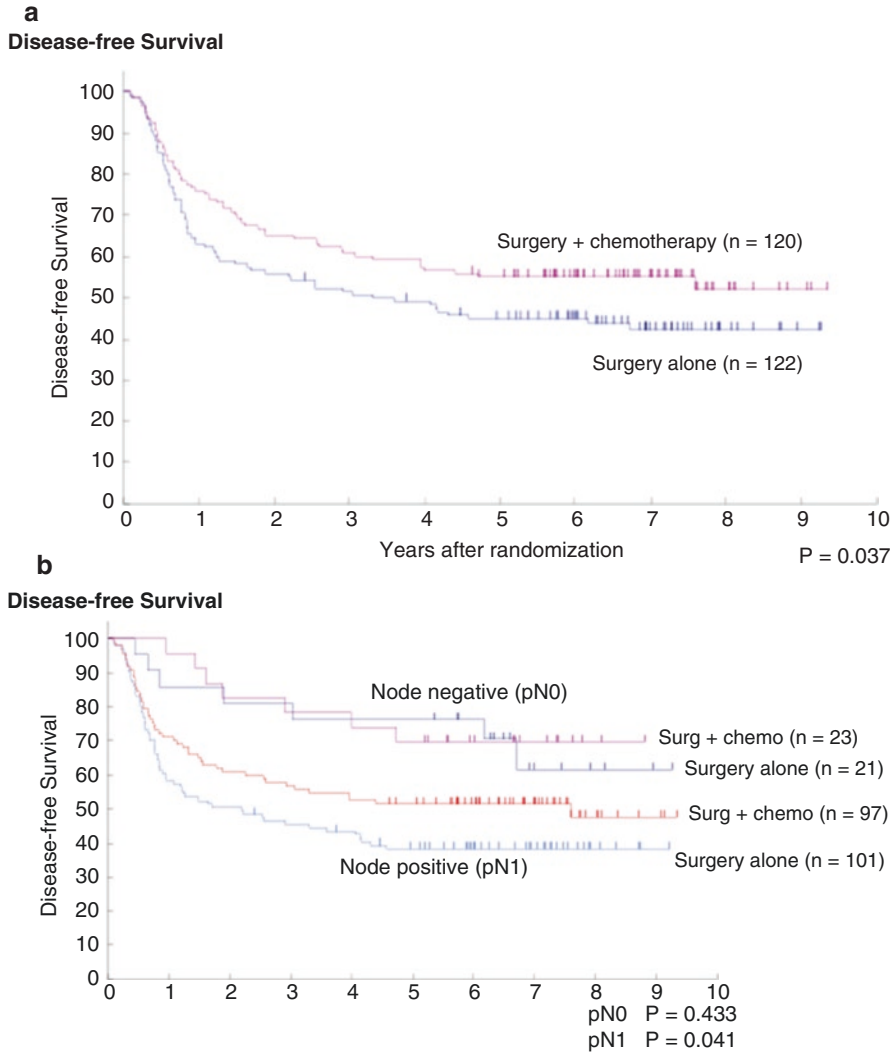 a
Disease-free Survival
Disease-free Survival
100
90
80
70
60
50
40
30
20
10
0
Surgery + chemotherapy (n = 120)
Surgery alone (n = 122)
0 1 2 3 4 5 6 7 8 9 10
Years after randomization
P = 0.037
b
Disease-free Survival
Disease-free Survival
100
90
80
70
60
50
40
30
20
10
0
Node negative (pN0)
Surg + chemo (n = 23)
Surgery alone (n = 21)
Surg + chemo (n = 97)
Node positive (pN1)
Surgery alone (n = 101)
0 1 2 3 4 5 6 7 8 9 10
pN0 P = 0.433
pN1 P = 0.041